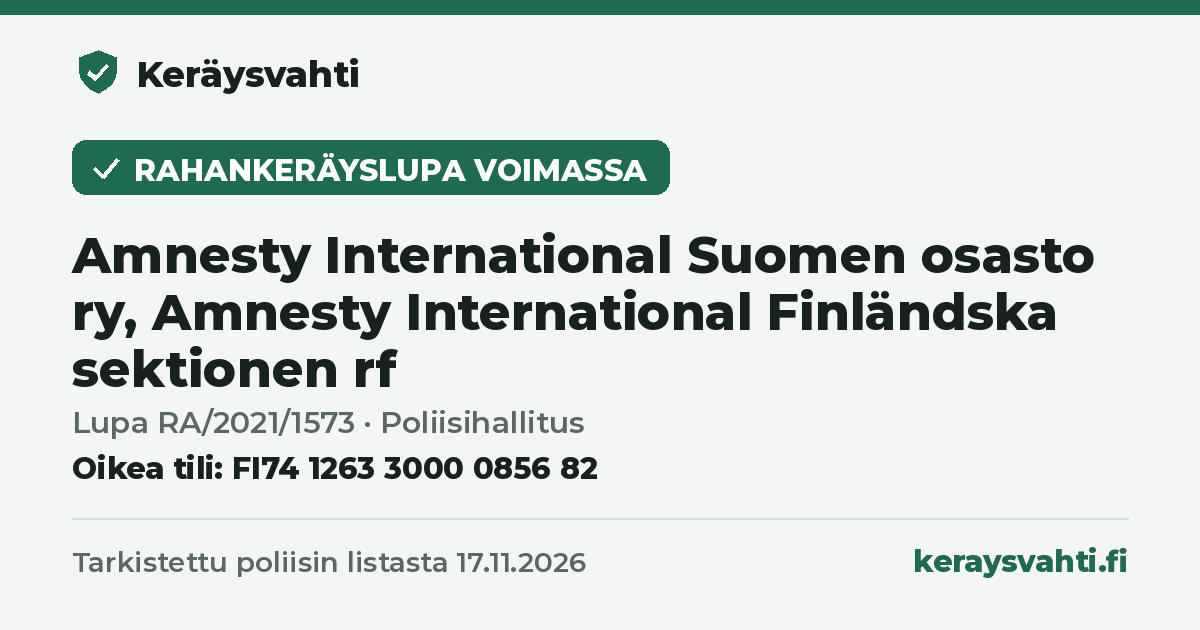 Keräysvahti
RAHANKERÄYSLUPA VOIMASSA
Amnesty International Suomen osasto
ry, Amnesty International Finländska
sektionen rf
Lupa RA/2021/1573 · Poliisihallitus
Oikea tili: FI74 1263 3000 0856 82
Tarkistettu poliisin listasta 17.11.2026
keraysvahti.fi